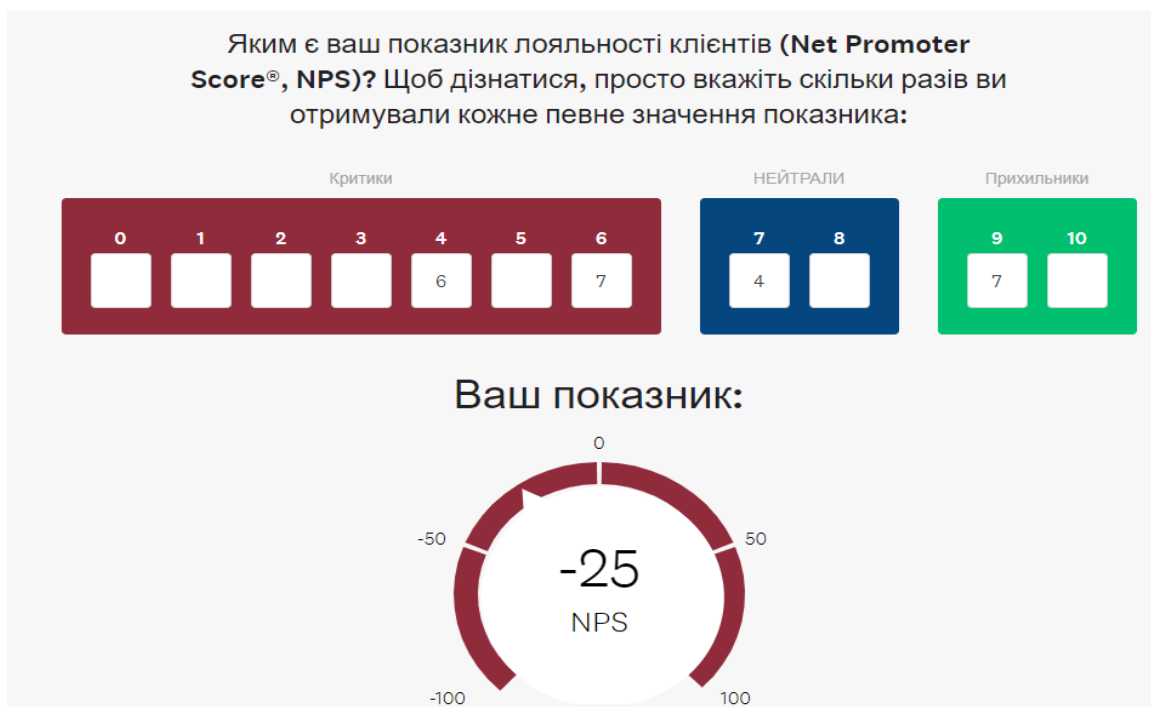 Яким є ваш показник лояльності клієнтів (Net Promoter
Score®, NPS)? Щоб дізнатися, просто вкажіть скільки разів ви
отримували кожне певне значення показника:
Критики
НЕЙТРАЛИ
Прихильники
0 1 2 3 4 5 6
7 8
9 10
6 7
4
7
Ваш показник:
0
-50
50
-25
NPS
-100
100